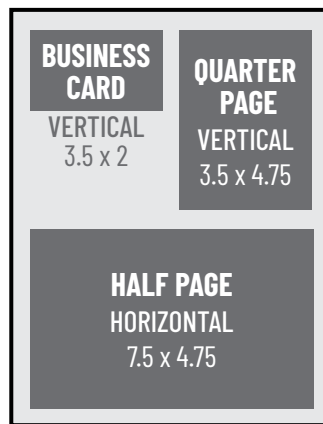 BUSINESS
CARD
VERTICAL
3.5 x 2
QUARTER
PAGE
VERTICAL
3.5 x 4.75
HALF PAGE
HORIZONTAL
7.5 x 4.75